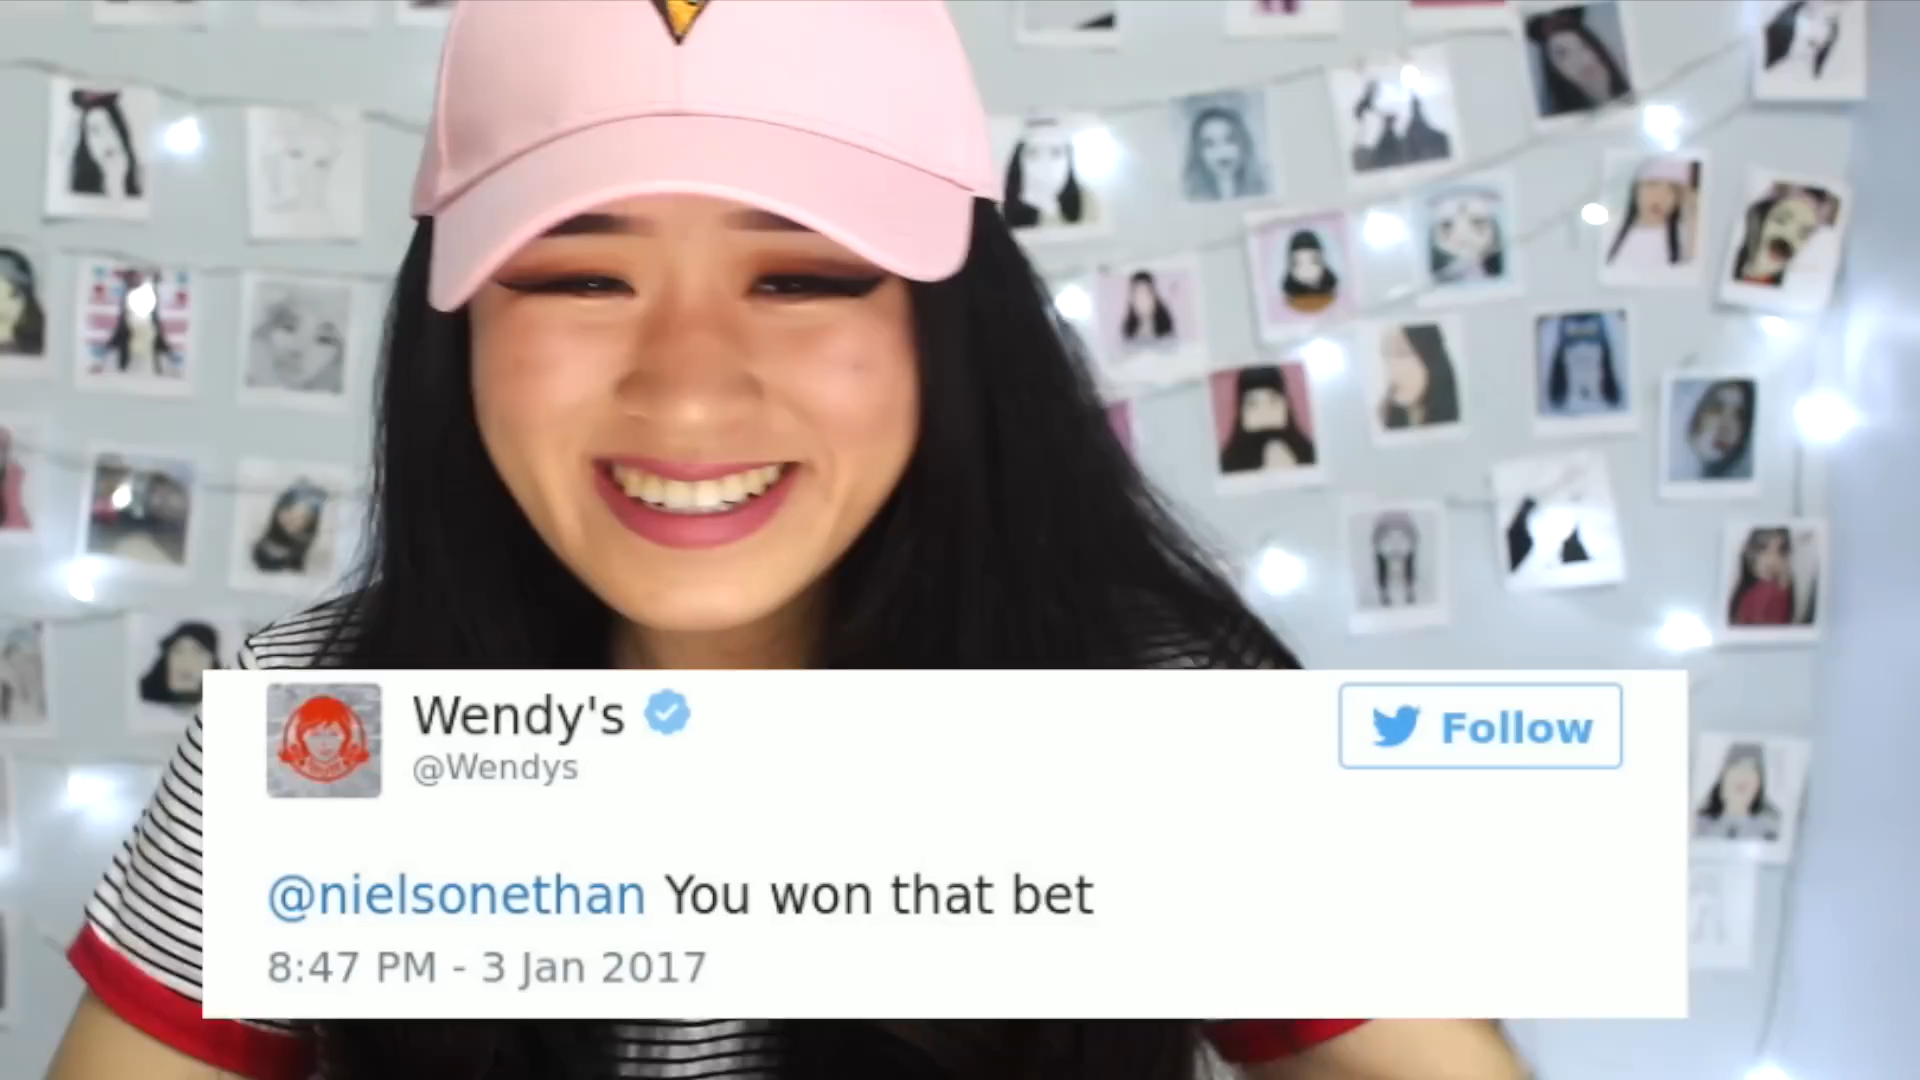 Wendy's
@Wendys
Follow
@nielsonethan You won that bet
8:47 PM - 3 Jan 2017